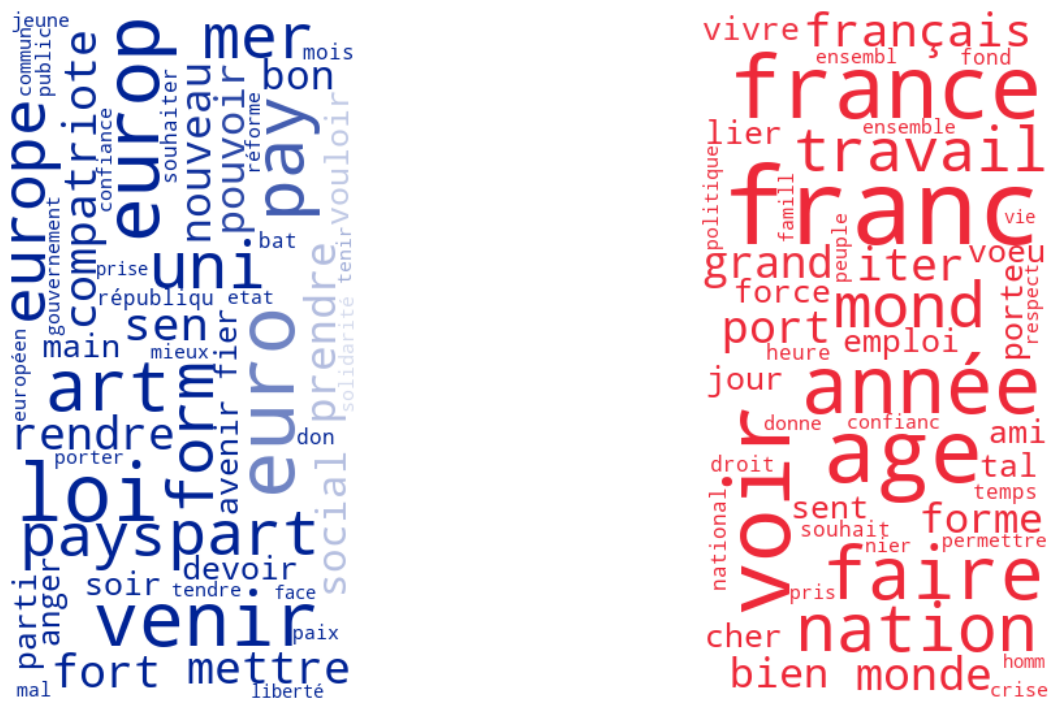 jeune
commun
public
compatriote
europ
mer
mois
bon
europe
confiance
souhaiter
nouveau
pouvoir
réforme
pay
vouloir
gouvernement
prise
uni
bat
tenir
républiqu
etat
sen
main
mieux
fier
euro
prendre
solidarité
européen
art
form
avenir
rendre
porter
don
social
loi
pays
part
parti
anger
soir
devoir
tendre
face
venir
paix
fort
mettre
mal
liberté
vivre
français
ensembl
fond
france
lier
ensemble
travail
politique
franc
famill
vie
peuple
grand
iter
voeu
force
mond
porte
respect
port
emploi
heure
jour
année
voir
donne
confianc
ami
droit
age
tal
temps
national
sent
forme
souhait
nier
permettre
pris
faire
cher
nation
bien
monde
homm
crise